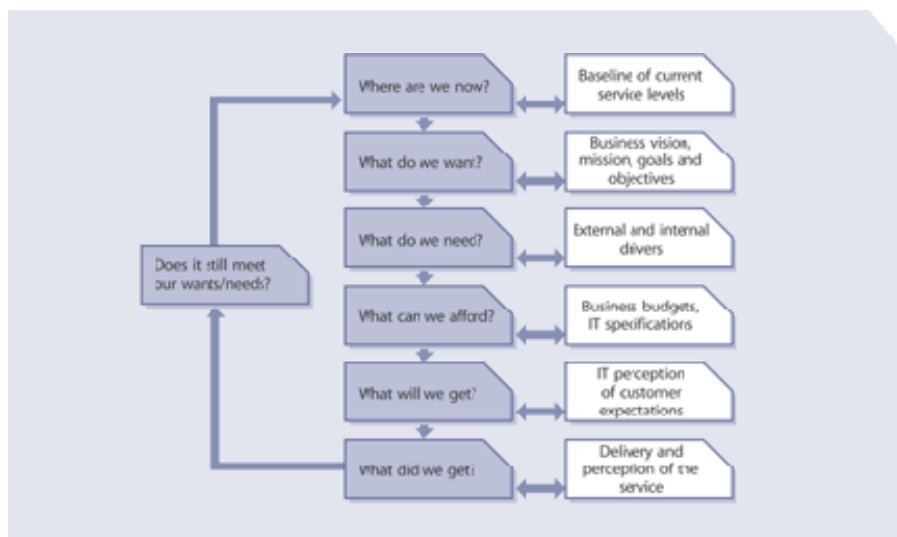 Where are we now?
Baseline of current
service levels
What do we want?
Business vision,
mission, goals and
objectives
What do we need?
External and internal
drivers
Does it still meet
our wants/needs?
What can we afford?
Business budgets,
IT specifications
What will we get?
IT perception
of customer
expectations
What did we get?
Delivery and
perception of the
service